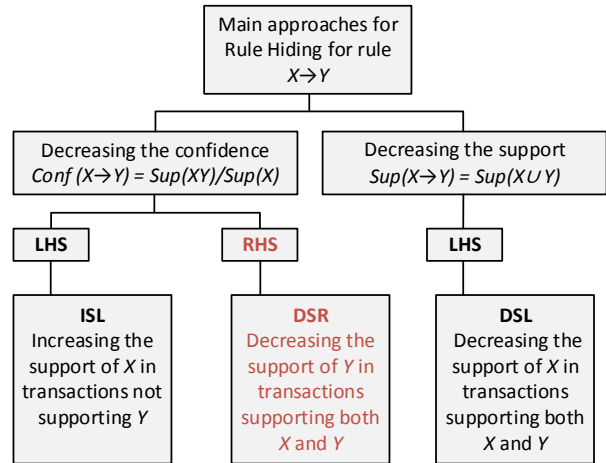 Main approaches for
Rule Hiding for rule
X→Y
Decreasing the confidence
Conf (X→Y) = Sup(XY)/Sup(X)
Decreasing the support
Sup(X→Y) = Sup(X∪Y)
LHS
RHS
LHS
ISL
Increasing the
support of X in
transactions not
supporting Y
DSR
Decreasing the
support of Y in
transactions
supporting both
X and Y
DSL
Decreasing the
support of X in
transactions
supporting both
X and Y